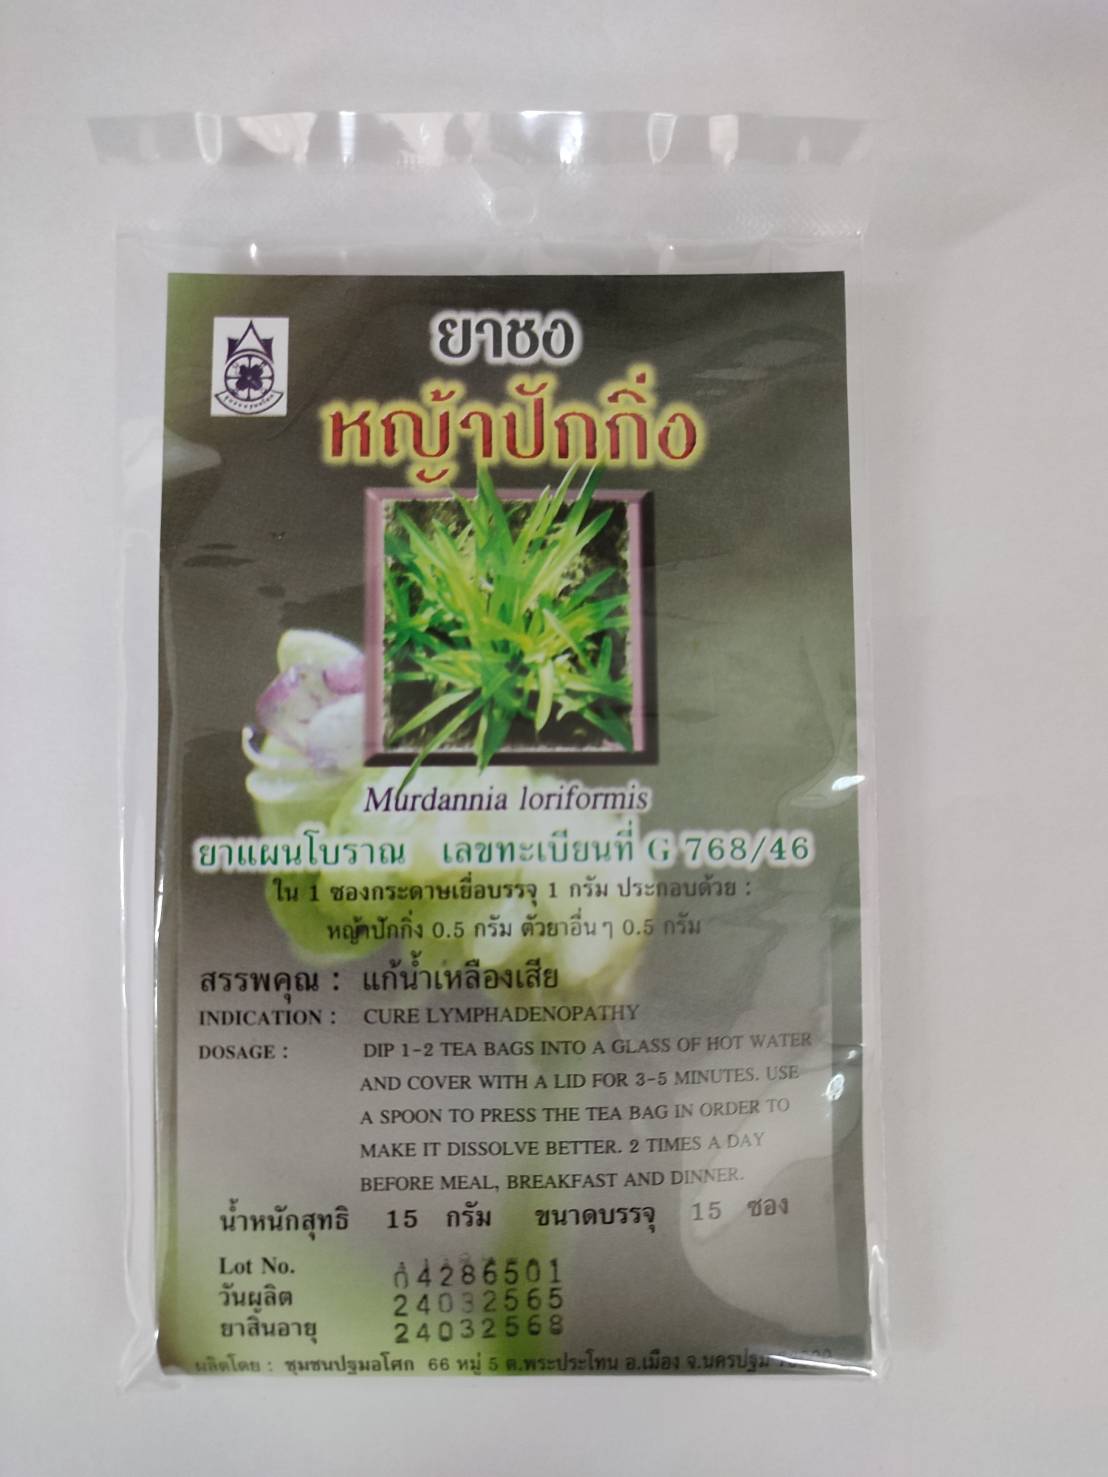 ยาชง
หญ้าปักกิ่ง
Murdannia loriformis
ยาแผนโบราณ เลขทะเบียนที่ G 768/46
ใน 1 ซองกระดาษเยื่อบรรจุ 1 กรัม ประกอบด้วย :
หญ้าปักกิ่ง 0.5 กรัม ตัวยาอื่นๆ 0.5 กรัม
สรรพคุณ : แก้น้ำเหลืองเสีย
INDICATION : CURE LYMPHADENOPATHY
DOSAGE : DIP 1-2 TEA BAGS INTO A GLASS OF HOT WATER
AND COVER WITH A LID FOR 3-5 MINUTES. USE
A SPOON TO PRESS THE TEA BAG IN ORDER TO
MAKE IT DISSOLVE BETTER. 2 TIMES A DAY
BEFORE MEAL, BREAKFAST AND DINNER.
น้ำหนักสุทธิ 15 กรัม ขนาดบรรจุ 15 ซอง
Lot No. 04286501
วันผลิต 24032565
ยาสิ้นอายุ 24032568
ผลิตโดย : ชุมชนปฐมอโศก 66 หมู่ 5 ต.พระประโทน อ.เมือง จ.นครปฐม